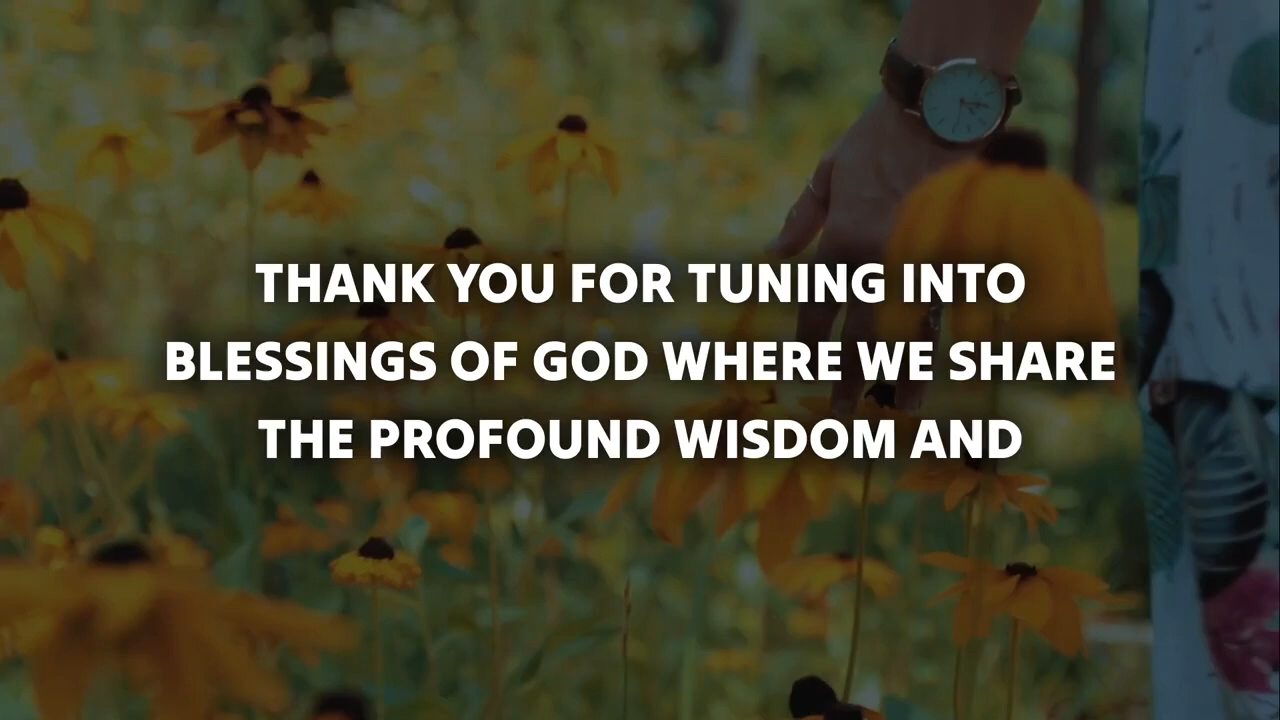 THANK YOU FOR TUNING INTO
BLESSINGS OF GOD WHERE WE SHARE
THE PROFOUND WISDOM AND